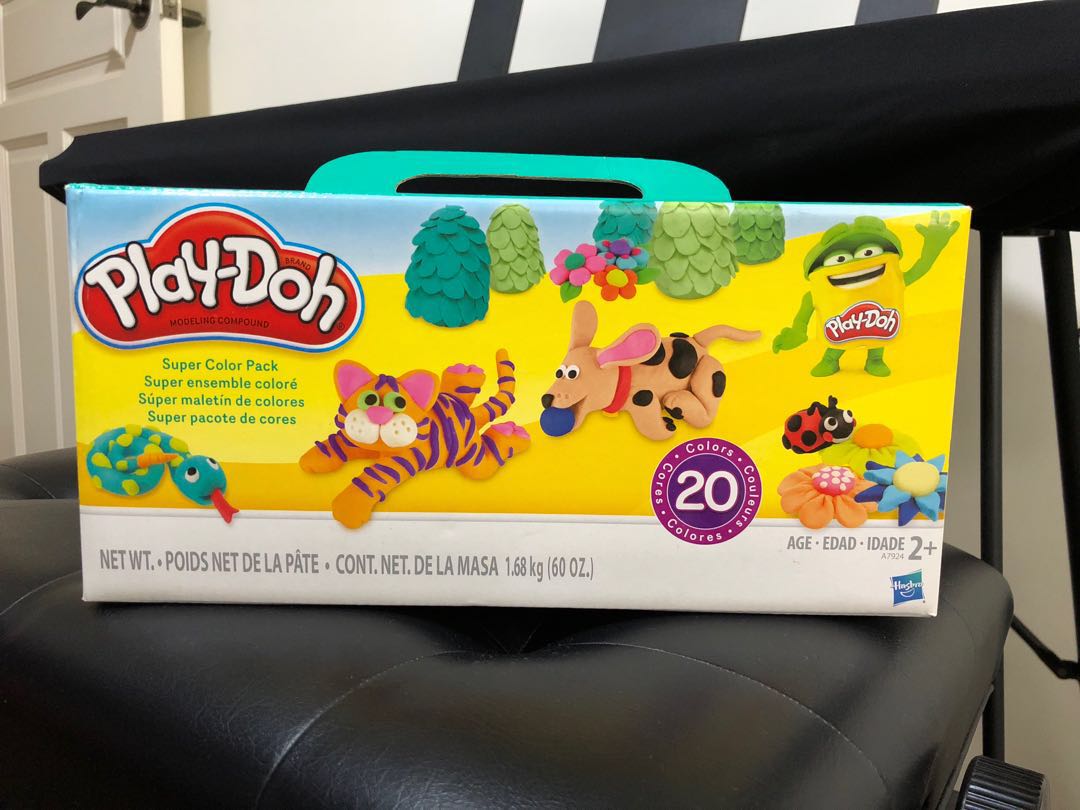 Play-Doh
BRAND
MODELING COMPOUND
®
Super Color Pack
Super ensemble coloré
Súper maletín de colores
Super pacote de cores
Play-Doh
Colors • Couleurs • Colores • Cores
20
NET WT. • POIDS NET DE LA PÂTE • CONT. NET. DE LA MASA 1.68 kg (60 OZ.)
AGE • EDAD • IDADE 2+
A7924
Hasbro